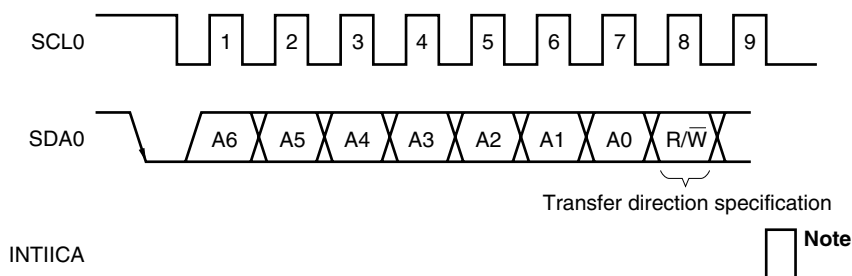 SCL0 1 2 3 4 5 6 7 8 9
SDA0 A6 A5 A4 A3 A2 A1 A0 R/W̅
Transfer direction specification
Note
INTIICA